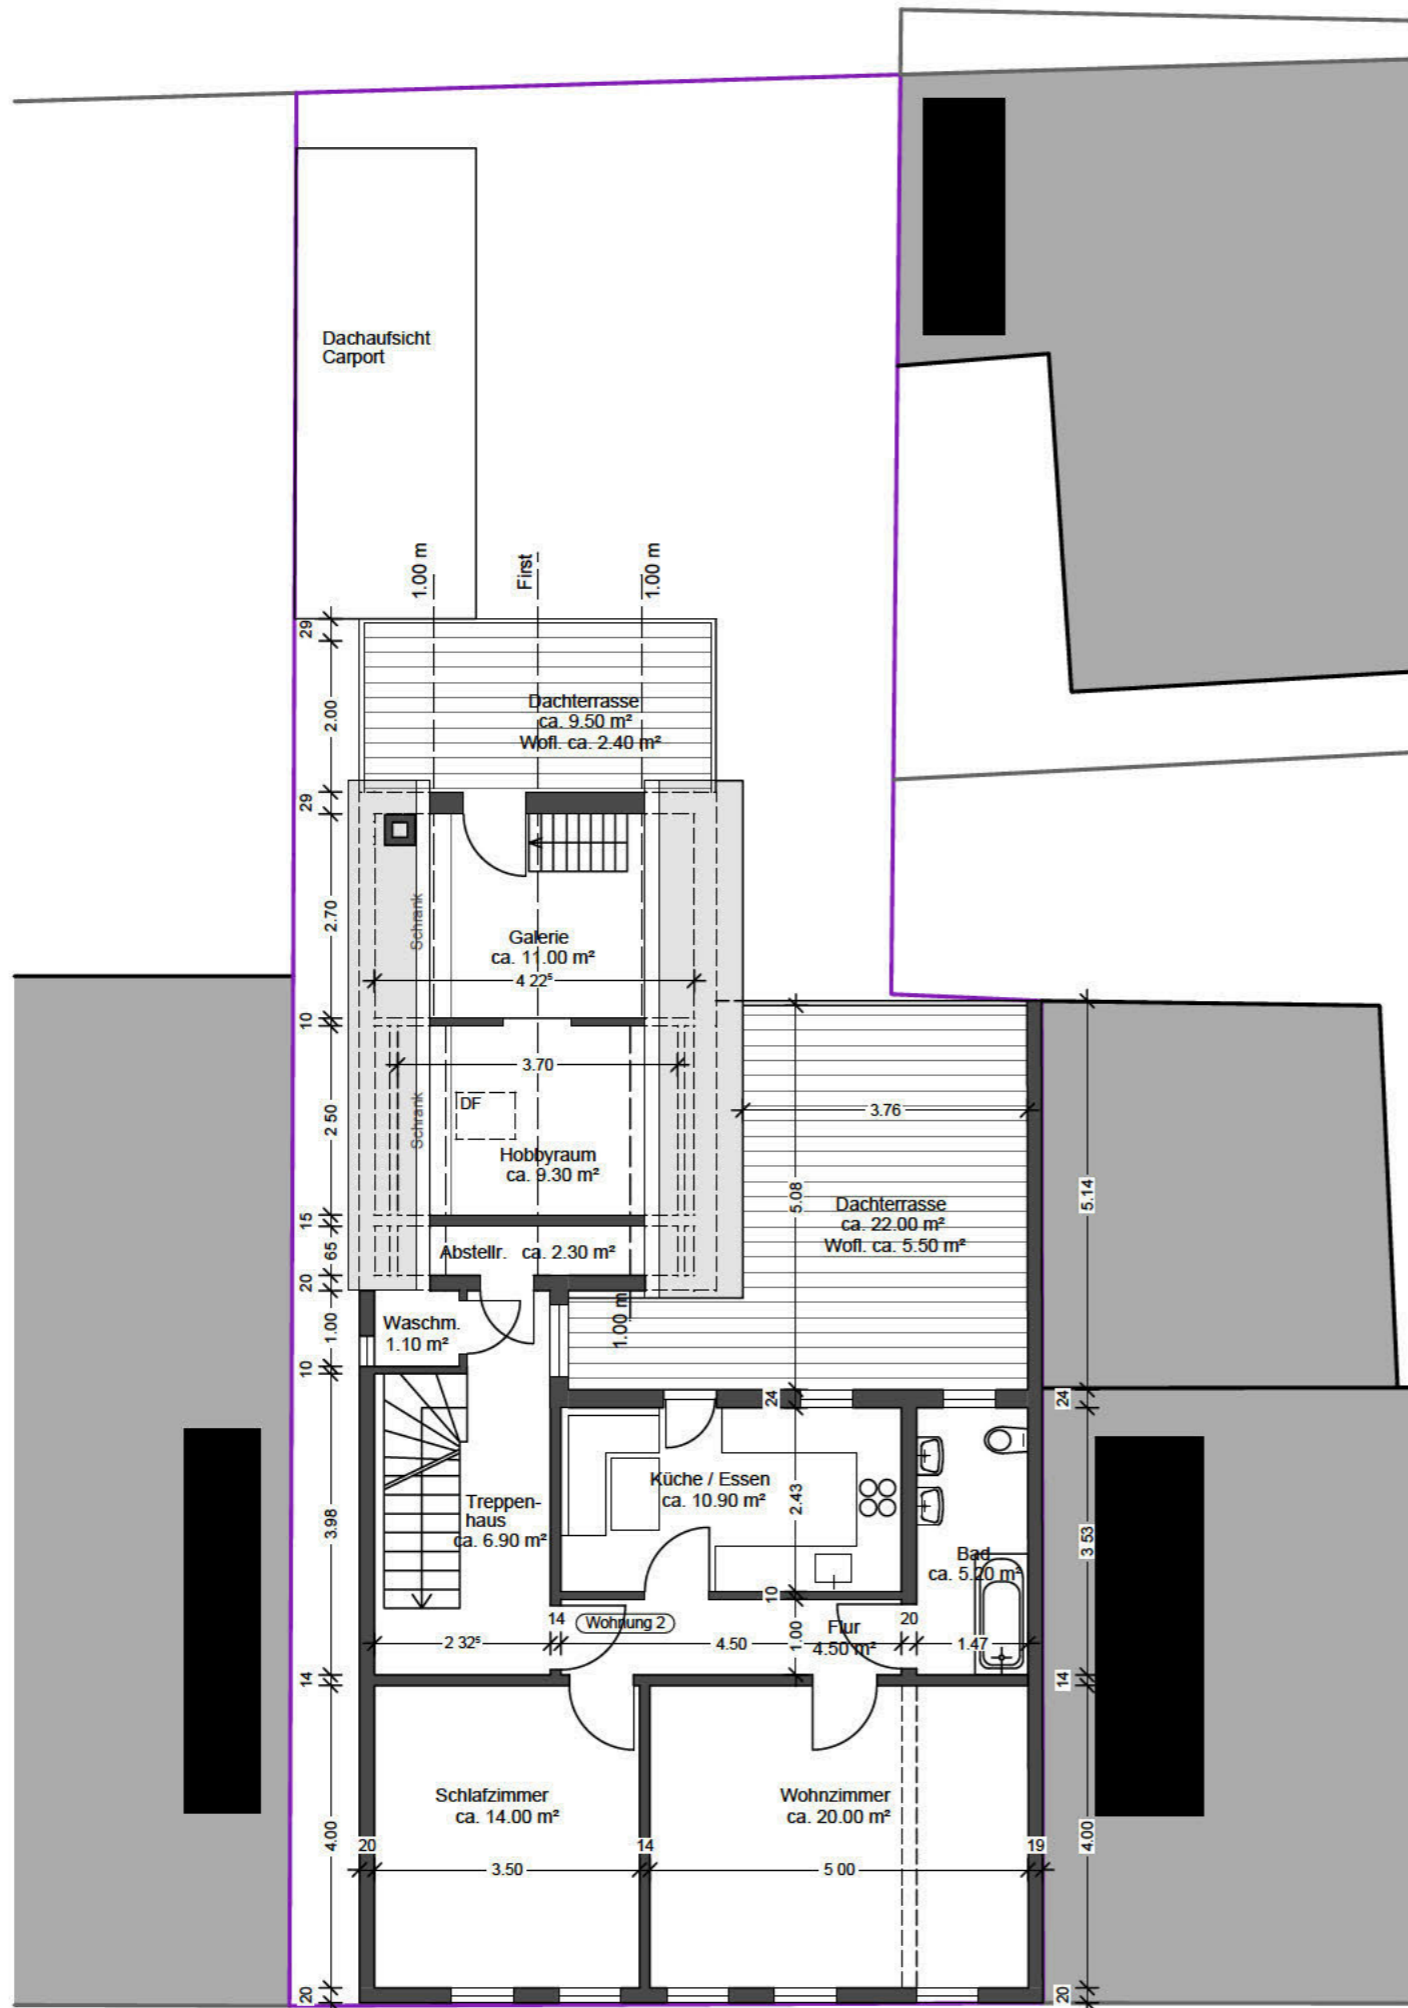 Dachaufsicht
Carport
1.00 m
First
1.00 m
29
2.00
Dachterrasse
ca. 9.50 m²
Wofl. ca. 2.40 m²
29
2.70
Schrank
Galerie
ca. 11.00 m²
4 22⁵
10
3.70
2 50
Schrank
DF
Hobbyraum
ca. 9.30 m²
3.76
5.08
5.14
Dachterrasse
ca. 22.00 m²
Wofl. ca. 5.50 m²
15
65
Abstellr. ca. 2.30 m²
20
1.00
Waschm.
1.10 m²
1.00 m
10
24
24
3.98
Treppen-
haus
ca. 6.90 m²
Küche / Essen
ca. 10.90 m²
2.43
3 53
Bad
ca. 5.20 m²
10
14
Wohnung 2
20
2 32⁵
4.50
1.00
Flur
4.50 m²
1.47
14
14
Schlafzimmer
ca. 14.00 m²
Wohnzimmer
ca. 20.00 m²
4.00
20
14
19
4.00
3.50
5 00
20
20